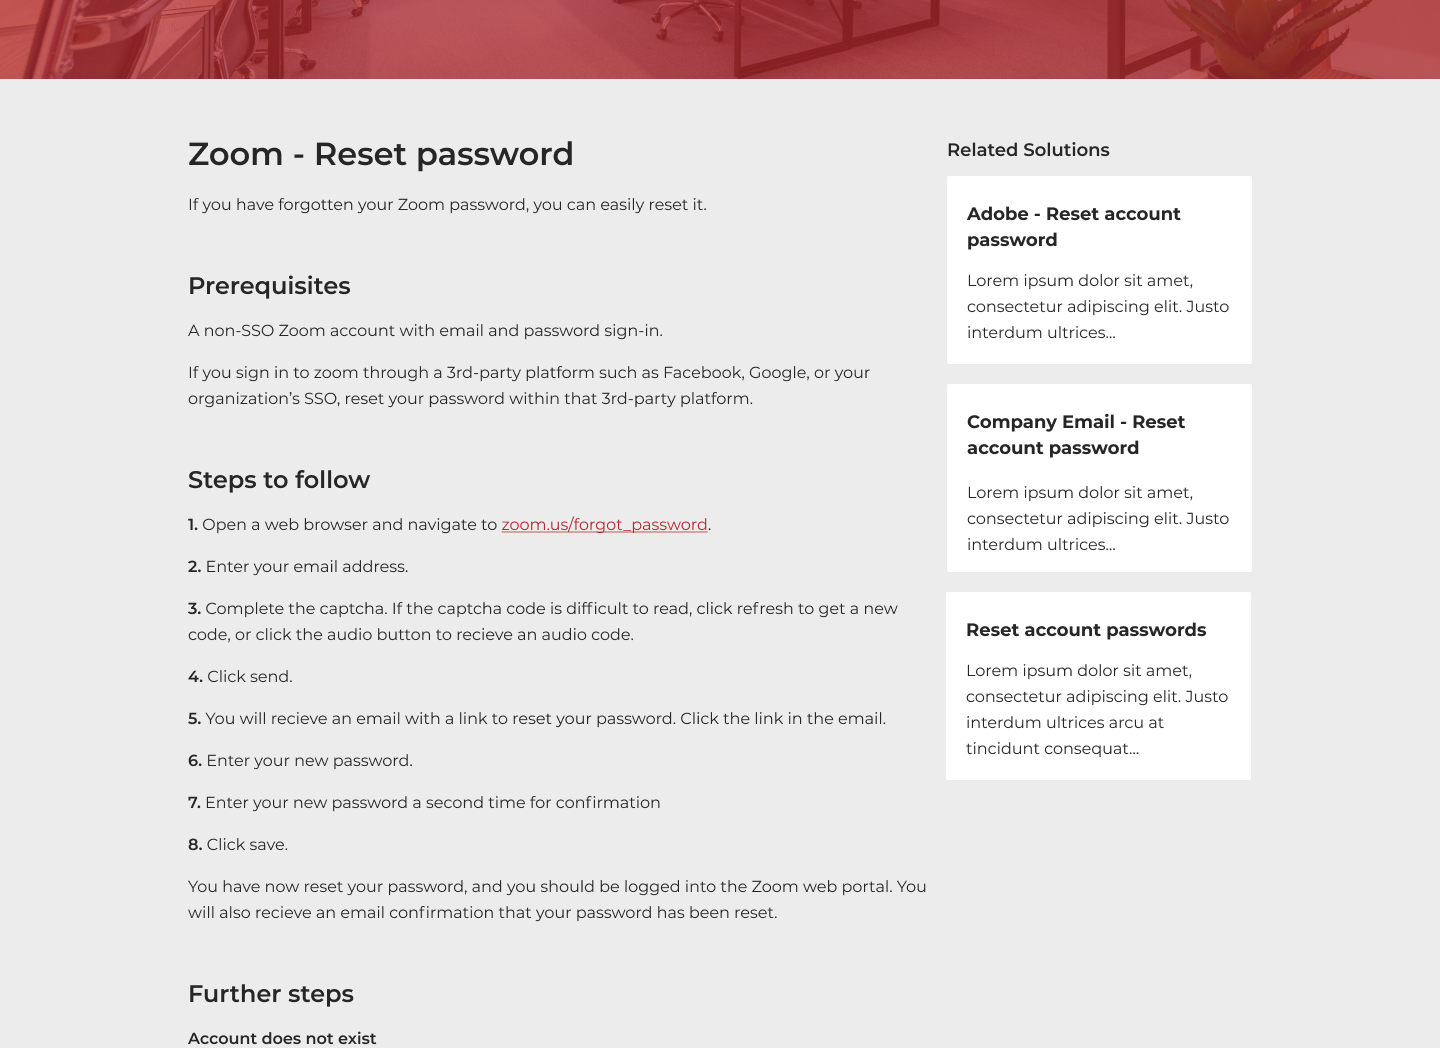 Zoom - Reset password
If you have forgotten your Zoom password, you can easily reset it.
Prerequisites
A non-SSO Zoom account with email and password sign-in.
If you sign in to zoom through a 3rd-party platform such as Facebook, Google, or your
organization’s SSO, reset your password within that 3rd-party platform.
Steps to follow
1. Open a web browser and navigate to zoom.us/forgot_password.
2. Enter your email address.
3. Complete the captcha. If the captcha code is difficult to read, click refresh to get a new
code, or click the audio button to recieve an audio code.
4. Click send.
5. You will recieve an email with a link to reset your password. Click the link in the email.
6. Enter your new password.
7. Enter your new password a second time for confirmation
8. Click save.
You have now reset your password, and you should be logged into the Zoom web portal. You
will also recieve an email confirmation that your password has been reset.
Further steps
Account does not exist
Related Solutions
Adobe - Reset account
password
Lorem ipsum dolor sit amet,
consectetur adipiscing elit. Justo
interdum ultrices...
Company Email - Reset
account password
Lorem ipsum dolor sit amet,
consectetur adipiscing elit. Justo
interdum ultrices...
Reset account passwords
Lorem ipsum dolor sit amet,
consectetur adipiscing elit. Justo
interdum ultrices arcu at
tincidunt consequat...